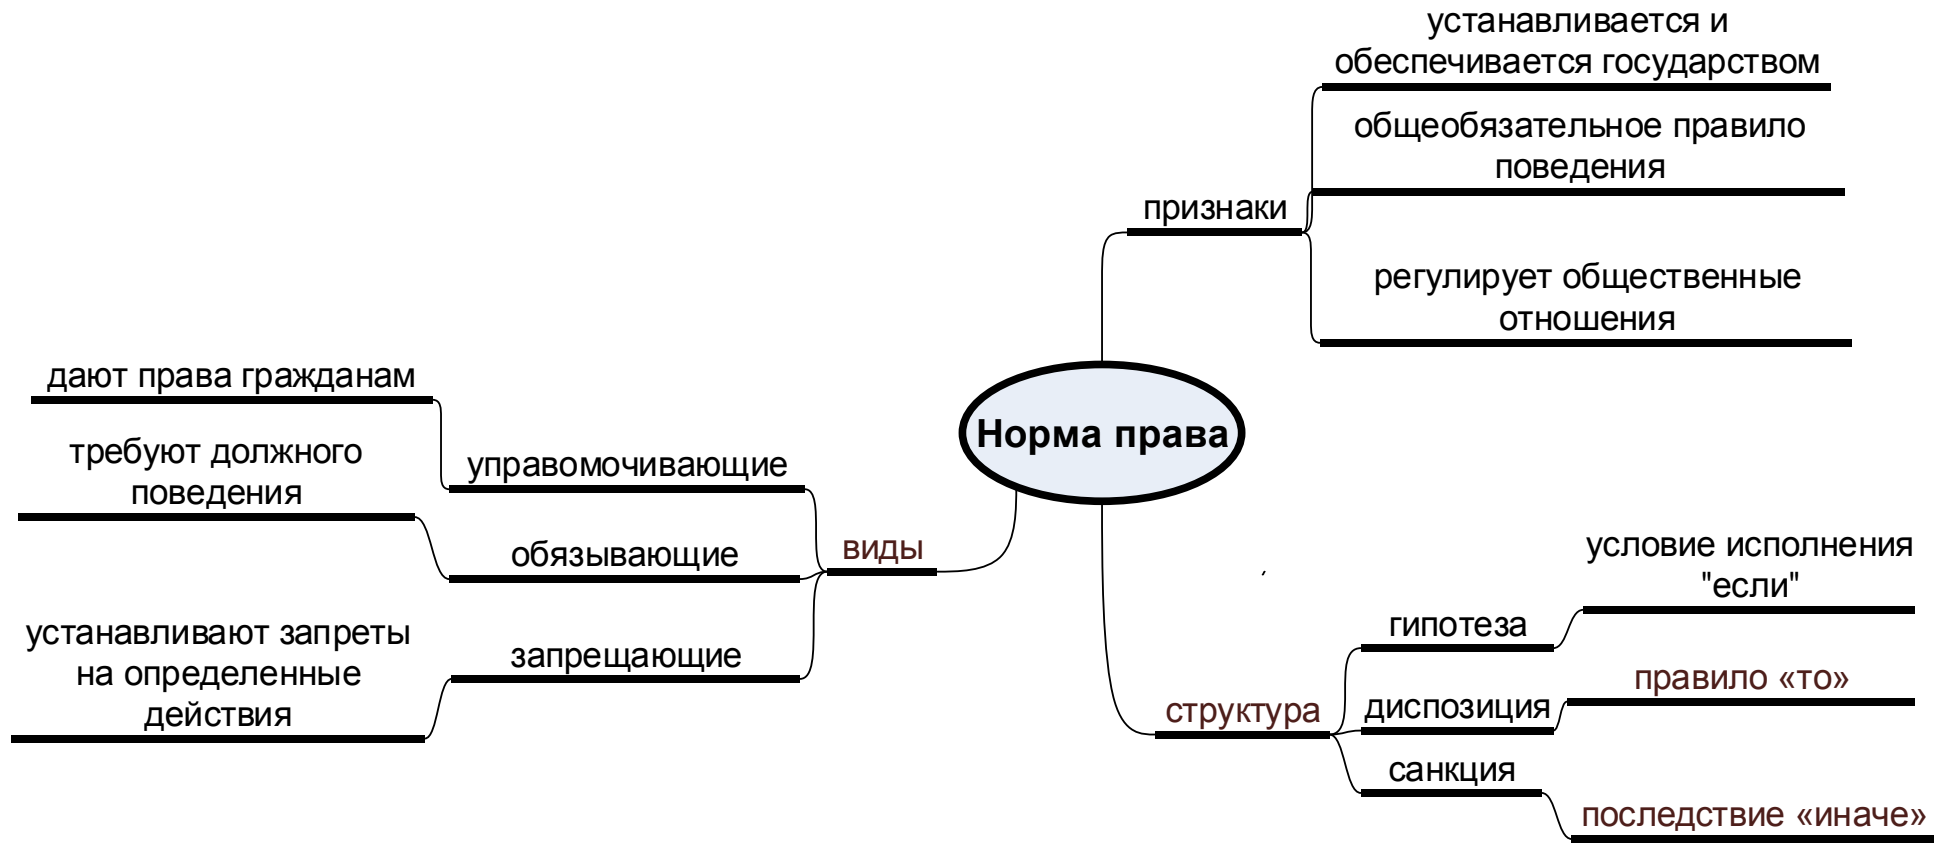 устанавливается и
обеспечивается государством
общеобязательное правило
поведения
признаки
регулирует общественные
отношения
дают права гражданам
Норма права
требуют должного
поведения
управомочивающие
обязывающие
виды
условие исполнения
"если"
гипотеза
устанавливают запреты
на определенные
действия
запрещающие
правило «то»
структура
диспозиция
санкция
последствие «иначе»